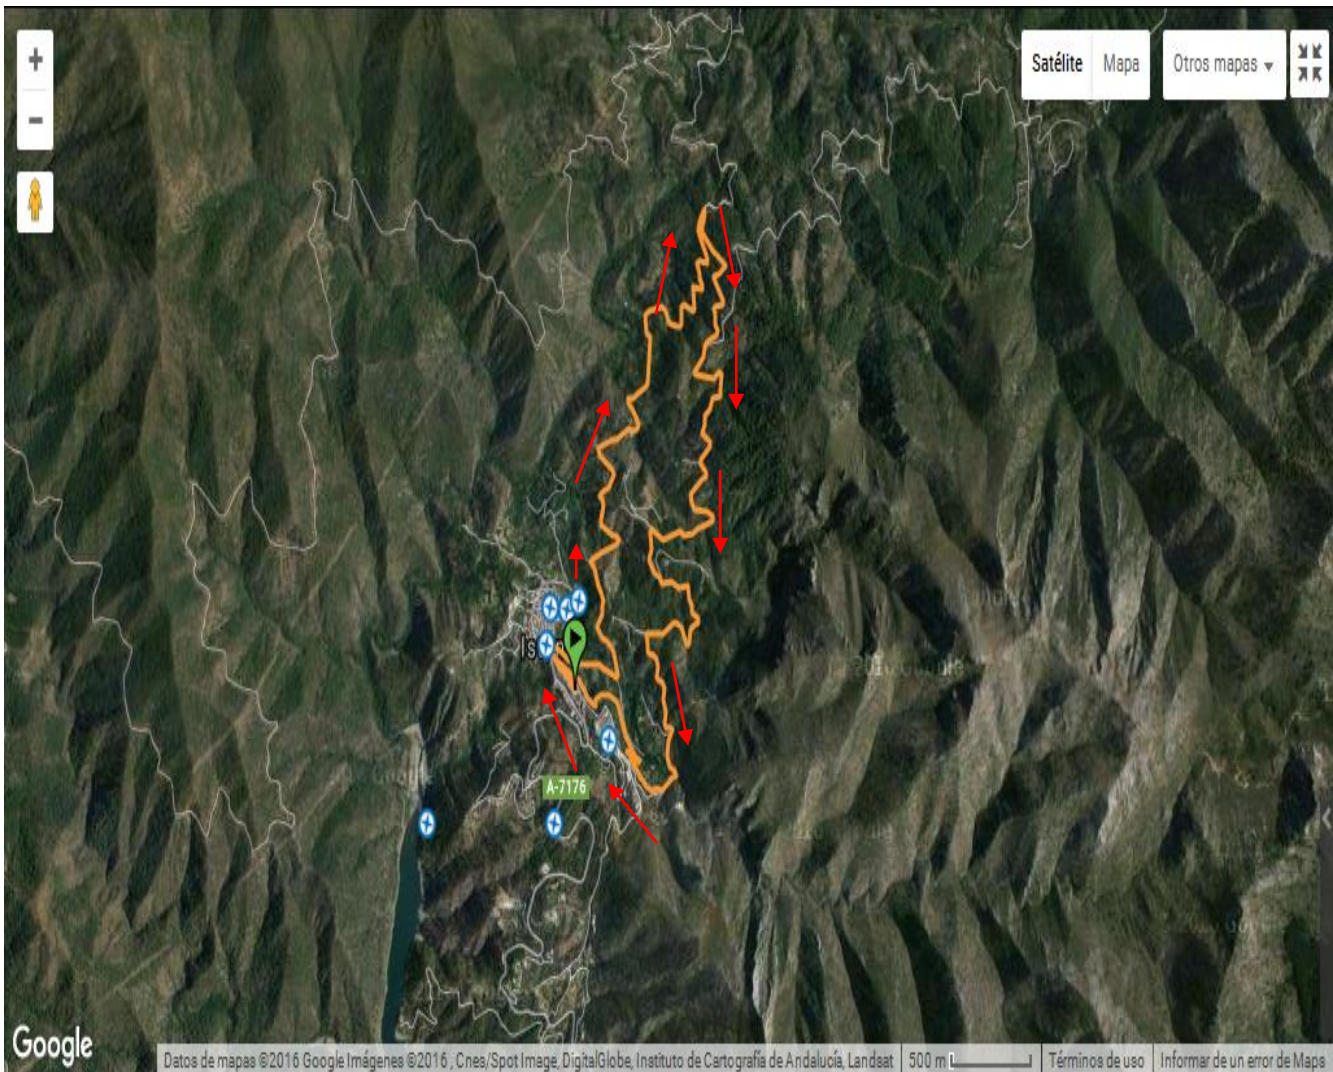 +
Satélite Mapa Otros mapas
−
A-7176
Google
Datos de mapas ©2016 Google Imágenes ©2016 , Cnes/Spot Image, DigitalGlobe, Instituto de Cartografía de Andalucía, Landsat 500 m Términos de uso Informar de un error de Maps